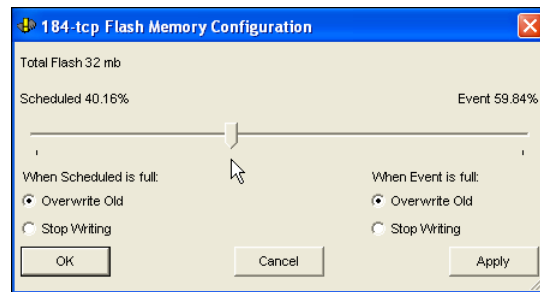 184-tcp Flash Memory Configuration
Total Flash 32 mb
Scheduled 40.16% Event 59.84%
When Scheduled is full: When Event is full:
Overwrite Old Overwrite Old
Stop Writing Stop Writing
OK Cancel Apply